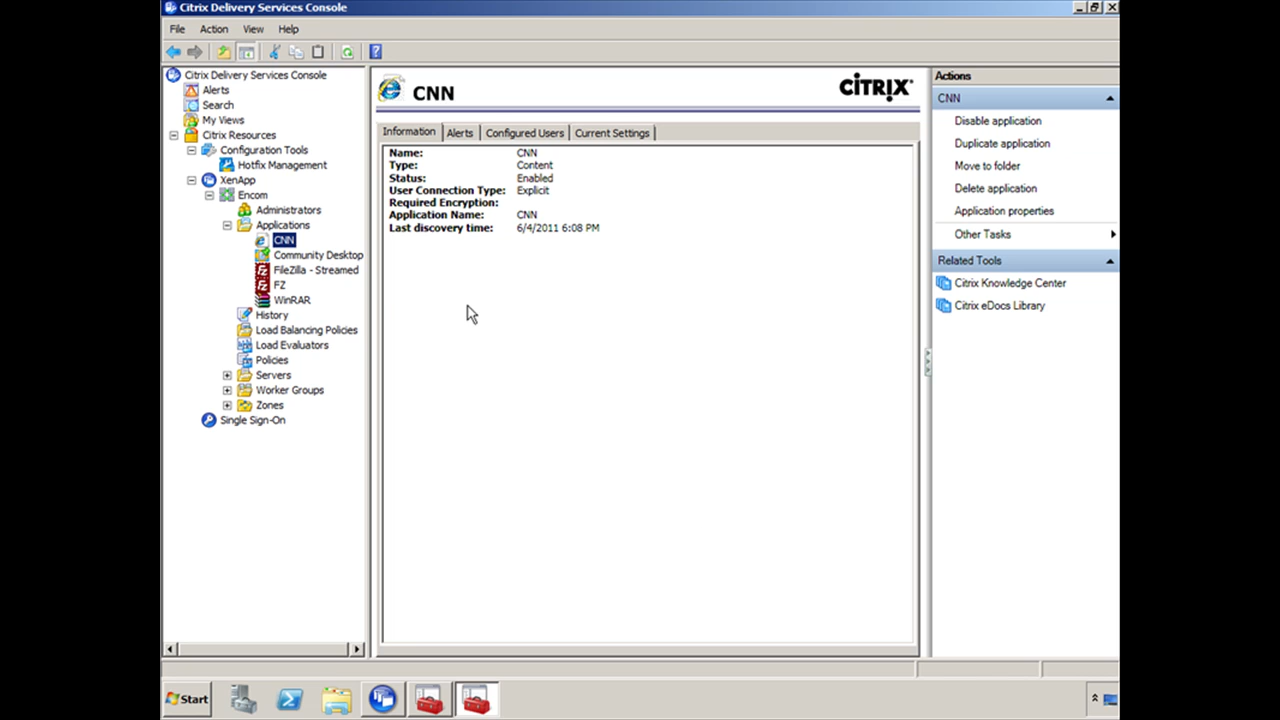 Citrix Delivery Services Console
File Action View Help
Citrix Delivery Services Console
Alerts
Search
My Views
Citrix Resources
Configuration Tools
Hotfix Management
XenApp
Encom
Administrators
Applications
CNN
Community Desktop
FileZilla - Streamed
FZ
WinRAR
History
Load Balancing Policies
Load Evaluators
Policies
Servers
Worker Groups
Zones
Single Sign-On
CNN
CITRIX
Information Alerts Configured Users Current Settings
Name: CNN
Type: Content
Status: Enabled
User Connection Type: Explicit
Required Encryption:
Application Name: CNN
Last discovery time: 6/4/2011 6:08 PM
Actions
CNN
Disable application
Duplicate application
Move to folder
Delete application
Application properties
Other Tasks
Related Tools
Citrix Knowledge Center
Citrix eDocs Library
Start